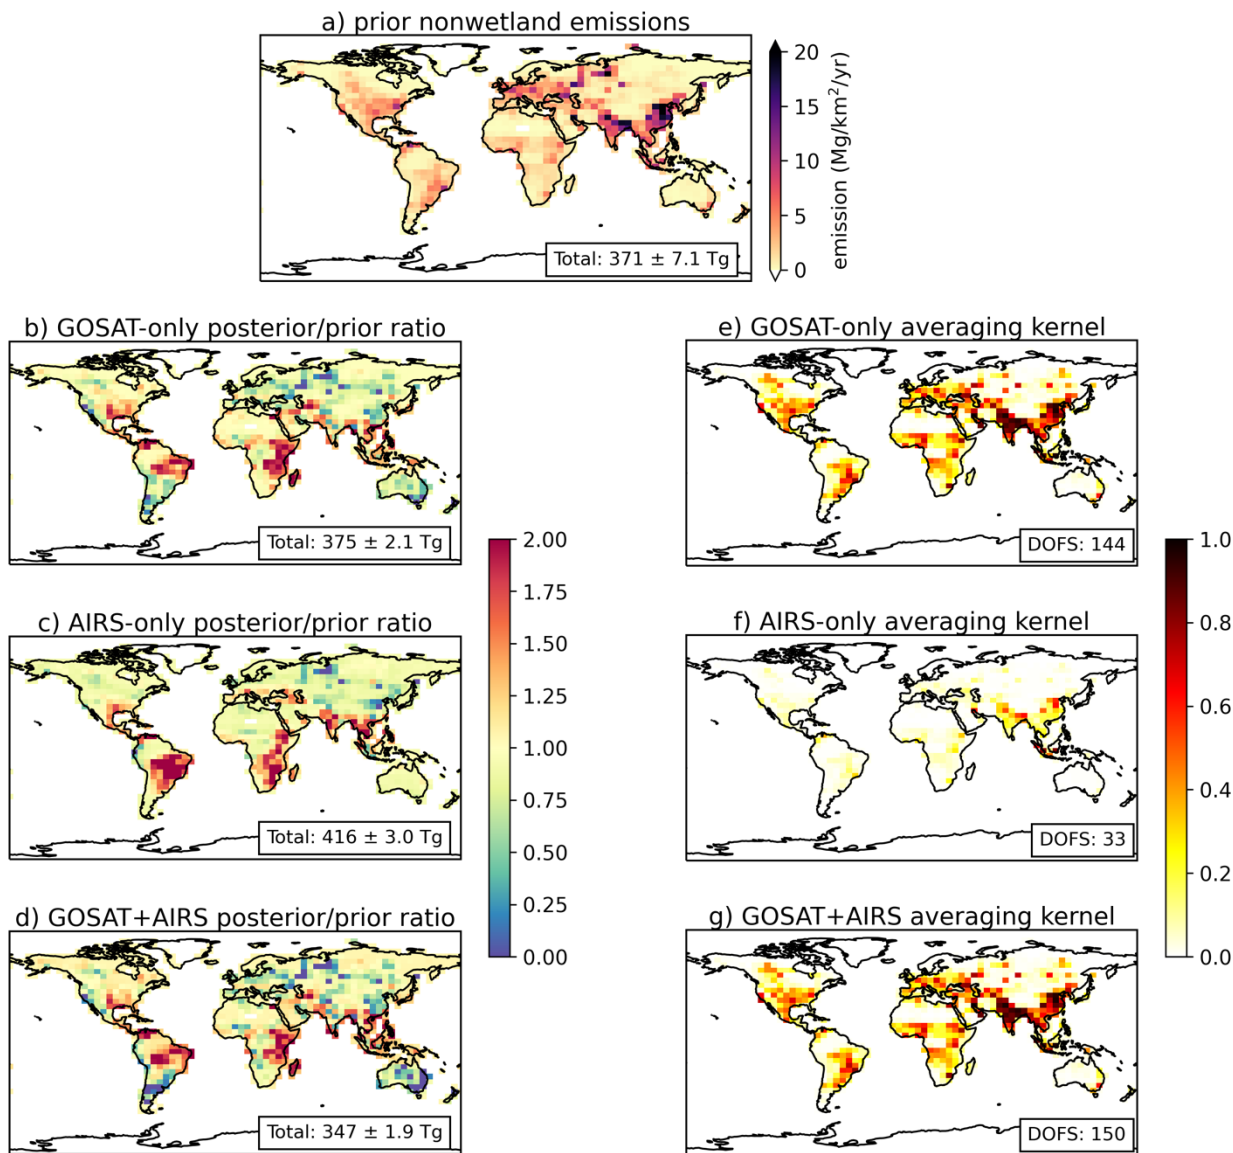 a) prior nonwetland emissions
20
15
10
5
0
emission (Mg/km²/yr)
Total: 371 ± 7.1 Tg
b) GOSAT-only posterior/prior ratio
Total: 375 ± 2.1 Tg
e) GOSAT-only averaging kernel
DOFS: 144
c) AIRS-only posterior/prior ratio
Total: 416 ± 3.0 Tg
2.00
1.75
1.50
1.25
1.00
0.75
0.50
0.25
0.00
f) AIRS-only averaging kernel
DOFS: 33
1.0
0.8
0.6
0.4
0.2
0.0
d) GOSAT+AIRS posterior/prior ratio
Total: 347 ± 1.9 Tg
g) GOSAT+AIRS averaging kernel
DOFS: 150